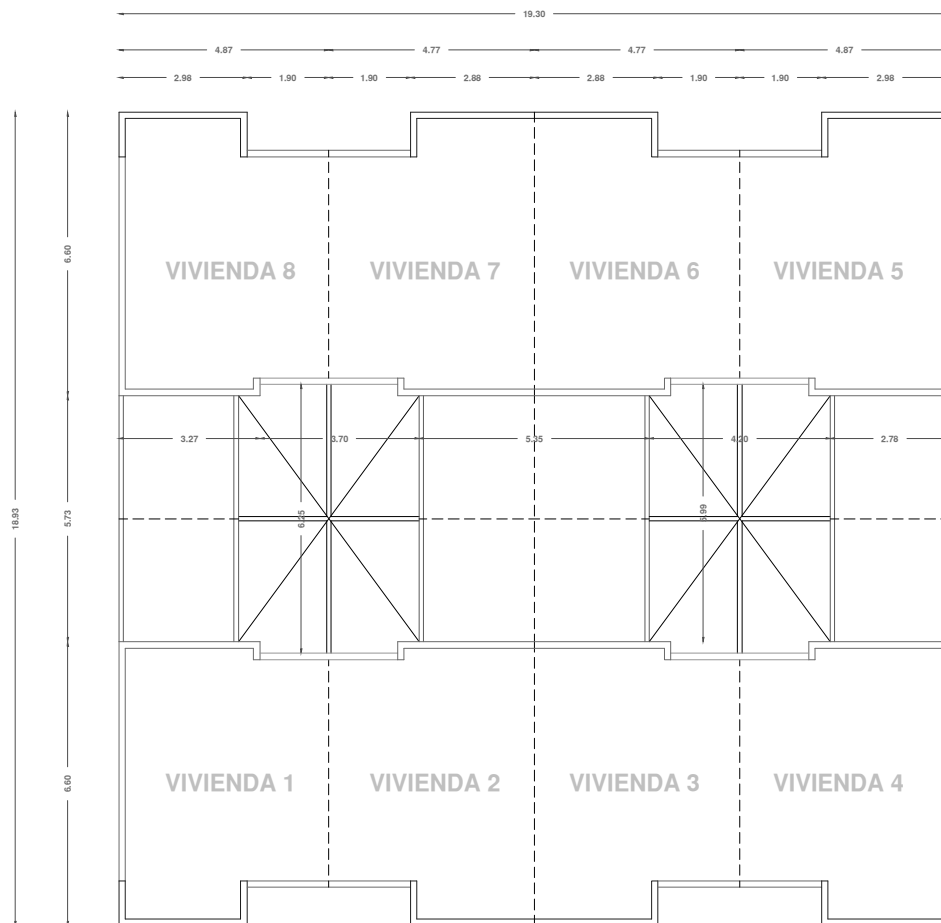 19.30
4.87 4.77 4.77 4.87
2.98 1.90 1.90 2.88 2.88 1.90 1.90 2.98
6.60
VIVIENDA 8 VIVIENDA 7 VIVIENDA 6 VIVIENDA 5
3.27 3.70 5.35 4.20 2.78
18.93 5.73 6.25 5.99
6.60
VIVIENDA 1 VIVIENDA 2 VIVIENDA 3 VIVIENDA 4